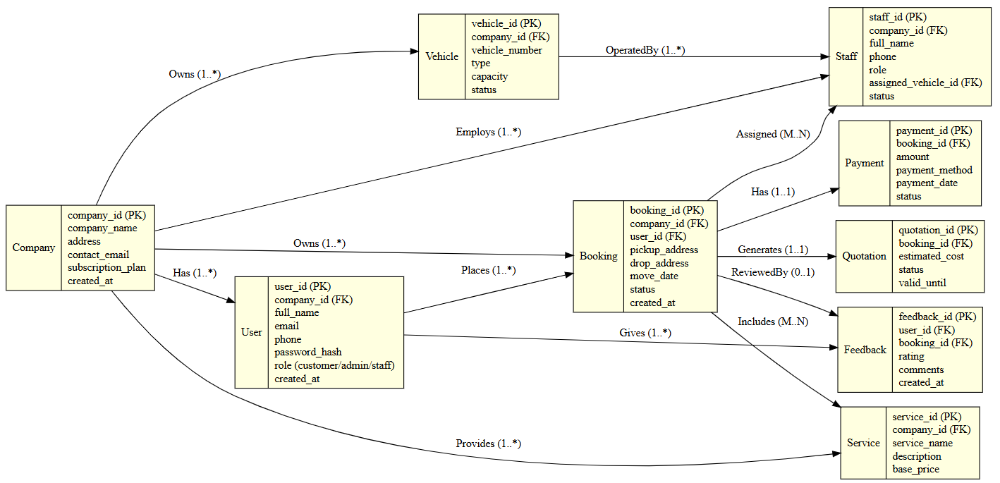 Company
company_id (PK)
company_name
address
contact_email
subscription_plan
created_at
Owns (1..*)
Employs (1..*)
Owns (1..*)
Has (1..*)
Provides (1..*)
Vehicle
vehicle_id (PK)
company_id (FK)
vehicle_number
type
capacity
status
OperatedBy (1..*)
User
user_id (PK)
company_id (FK)
full_name
email
phone
password_hash
role (customer/admin/staff)
created_at
Places (1..*)
Gives (1..*)
Booking
booking_id (PK)
company_id (FK)
user_id (FK)
pickup_address
drop_address
move_date
status
created_at
Assigned (M..N)
Has (1..1)
Generates (1..1)
ReviewedBy (0..1)
Includes (M..N)
Staff
staff_id (PK)
company_id (FK)
full_name
phone
role
assigned_vehicle_id (FK)
status
Payment
payment_id (PK)
booking_id (FK)
amount
payment_method
payment_date
status
Quotation
quotation_id (PK)
booking_id (FK)
estimated_cost
status
valid_until
Feedback
feedback_id (PK)
user_id (FK)
booking_id (FK)
rating
comments
created_at
Service
service_id (PK)
company_id (FK)
service_name
description
base_price